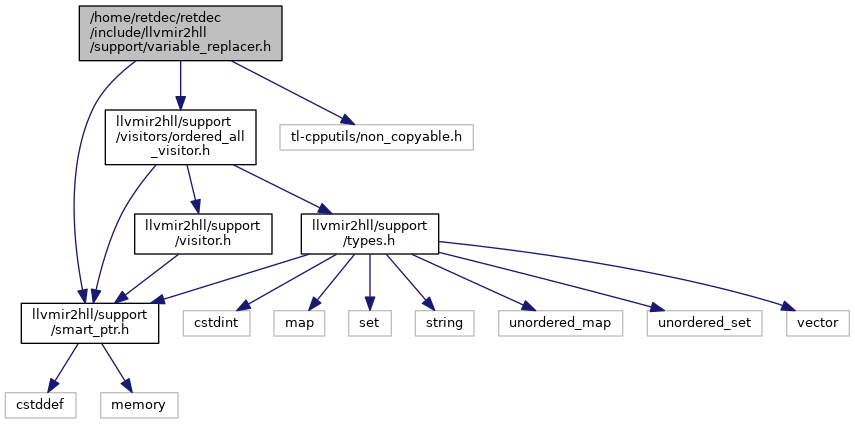 /home/retdec/retdec
/include/llvmir2hll
/support/variable_replacer.h
llvmir2hll/support
/visitors/ordered_all
_visitor.h
tl-cpputils/non_copyable.h
llvmir2hll/support
/visitor.h
llvmir2hll/support
/types.h
llvmir2hll/support
/smart_ptr.h
cstdint
map
set
string
unordered_map
unordered_set
vector
cstddef
memory